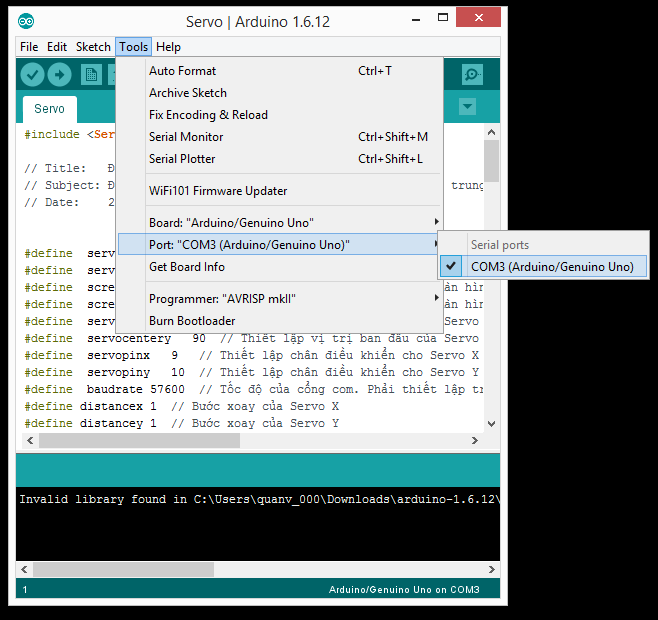 Servo | Arduino 1.6.12
File Edit Sketch Tools Help
Servo
Auto Format Ctrl+T
Archive Sketch
Fix Encoding & Reload
Serial Monitor Ctrl+Shift+M
Serial Plotter Ctrl+Shift+L
WiFi101 Firmware Updater
Board: "Arduino/Genuino Uno"
Port: "COM3 (Arduino/Genuino Uno)"
Get Board Info
Programmer: "AVRISP mkII"
Burn Bootloader
Serial ports
COM3 (Arduino/Genuino Uno)
#include <Ser
// Title: Đ
// Subject: Đ trung
// Date: 2
#define serv
#define serv
#define scre àn hìn
#define scre àn hìn
#define serv Servo
#define servocentery 90 // Thiết lập vị trí ban đầu của Servo
#define servopinx 9 // Thiết lập chân điều khiển cho Servo X
#define servopiny 10 // Thiết lập chân điều khiển cho Servo Y
#define baudrate 57600 // Tốc độ của cổng com. Phải thiết lập tr
#define distancex 1 // Bước xoay của Servo X
#define distancey 1 // Bước xoay của Servo Y
Invalid library found in C:\Users\quanv_000\Downloads\arduino-1.6.12\
1 Arduino/Genuino Uno on COM3